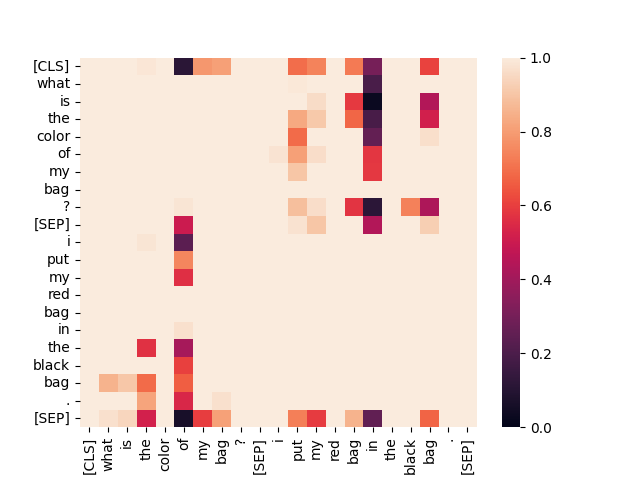 [CLS]
what
is
the
color
of
my
bag
?
[SEP]
i
put
my
red
bag
in
the
black
bag
.
[SEP]
[CLS]
what
is
the
color
of
my
bag
?
[SEP]
i
put
my
red
bag
in
the
black
bag
.
[SEP]
1.0
0.8
0.6
0.4
0.2
0.0